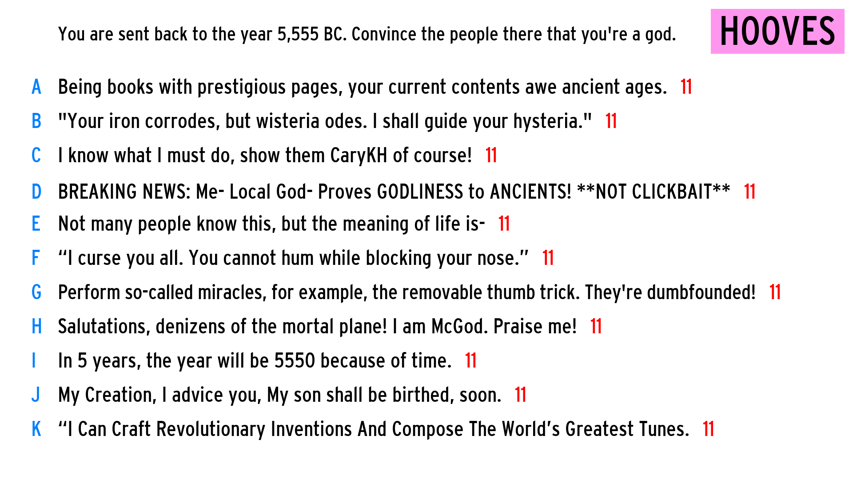 You are sent back to the year 5,555 BC. Convince the people there that you're a god.
HOOVES
A Being books with prestigious pages, your current contents awe ancient ages. 11
B "Your iron corrodes, but wisteria odes. I shall guide your hysteria." 11
C I know what I must do, show them CaryKH of course! 11
D BREAKING NEWS: Me- Local God- Proves GODLINESS to ANCIENTS! **NOT CLICKBAIT** 11
E Not many people know this, but the meaning of life is- 11
F “I curse you all. You cannot hum while blocking your nose.” 11
G Perform so-called miracles, for example, the removable thumb trick. They're dumbfounded! 11
H Salutations, denizens of the mortal plane! I am McGod. Praise me! 11
I In 5 years, the year will be 5550 because of time. 11
J My Creation, I advice you, My son shall be birthed, soon. 11
K “I Can Craft Revolutionary Inventions And Compose The World’s Greatest Tunes. 11